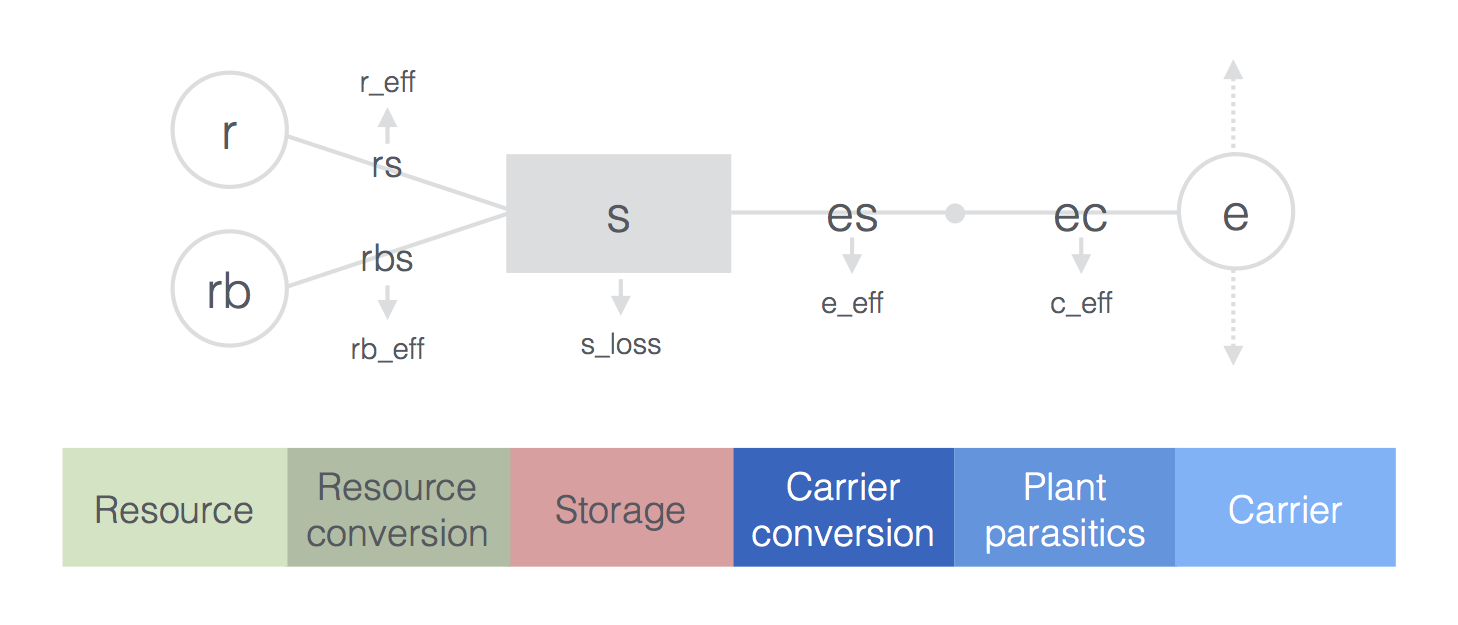 r_eff
r
rs
s
es
ec
e
rbs
rb
e_eff
c_eff
rb_eff
s_loss
Resource
Resource
conversion
Storage
Carrier
conversion
Plant
parasitics
Carrier